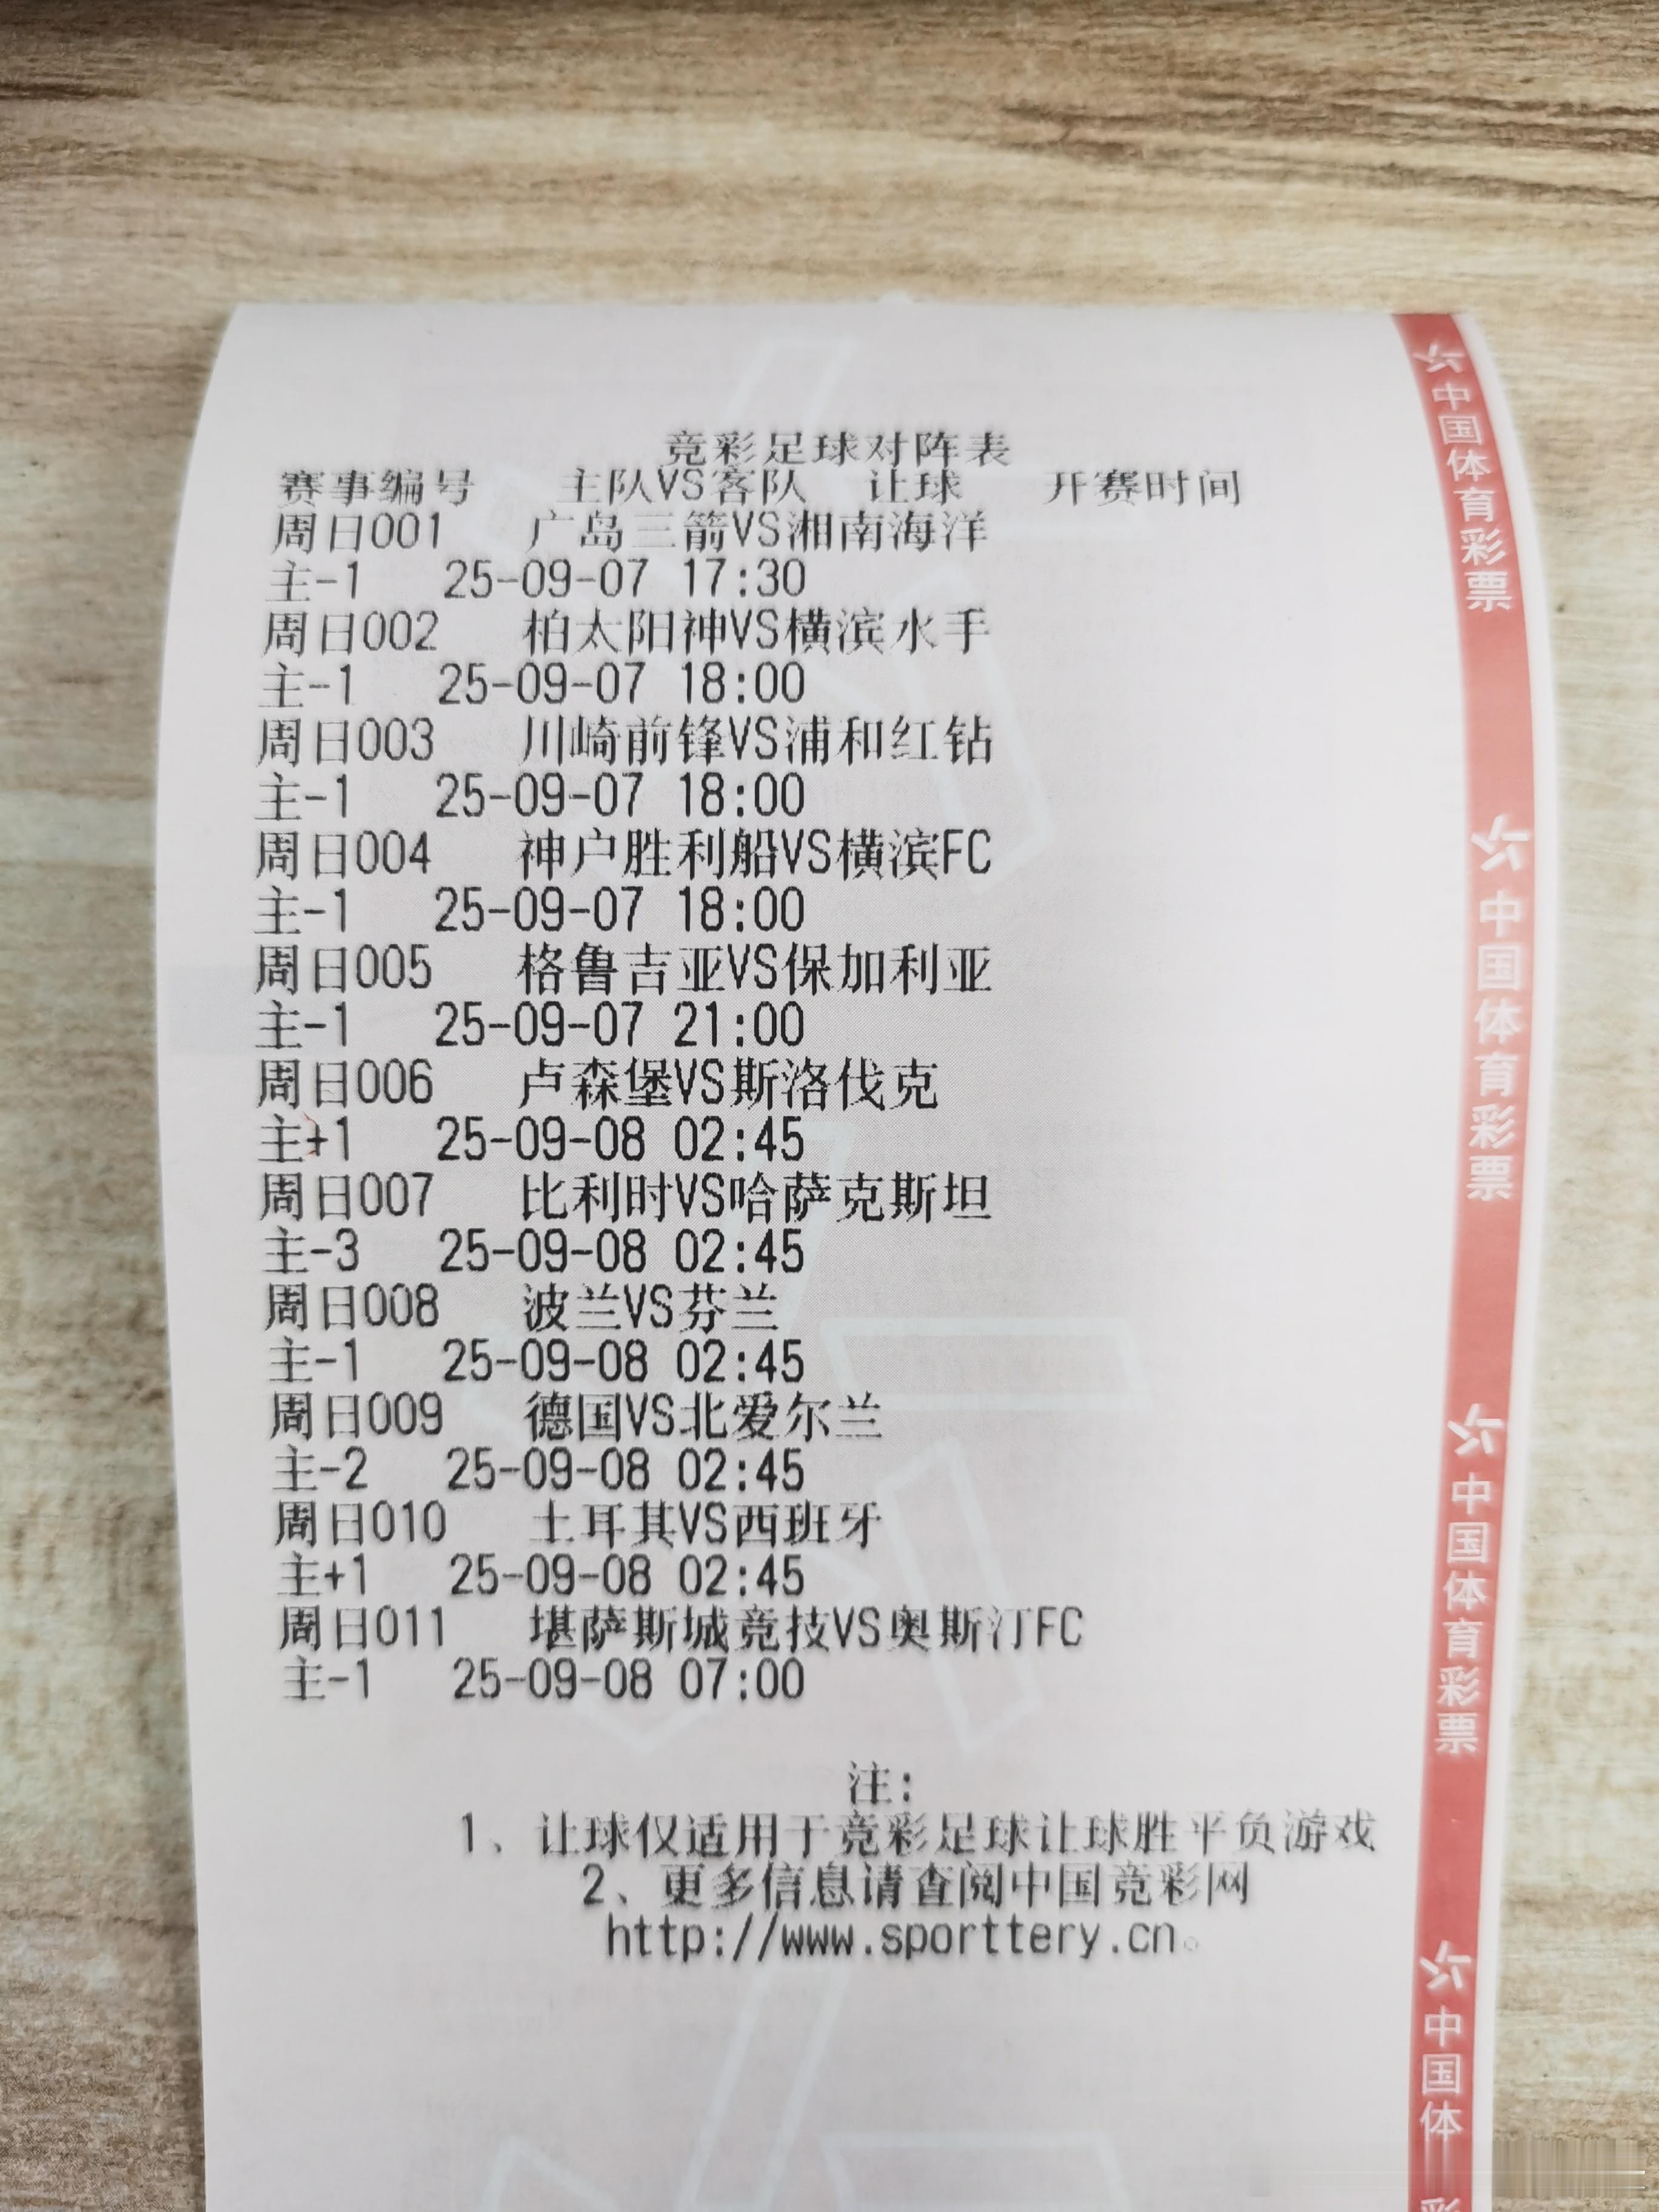 竞彩足球对阵表
赛事编号 主队VS客队 让球 开赛时间
周日001 广岛三箭VS湘南海洋
主-1 25-09-07 17:30
周日002 柏太阳神VS横滨水手
主-1 25-09-07 18:00
周日003 川崎前锋VS浦和红钻
主-1 25-09-07 18:00
周日004 神户胜利船VS横滨FC
主-1 25-09-07 18:00
周日005 格鲁吉亚VS保加利亚
主-1 25-09-07 21:00
周日006 卢森堡VS斯洛伐克
主+1 25-09-08 02:45
周日007 比利时VS哈萨克斯坦
主-3 25-09-08 02:45
周日008 波兰VS芬兰
主-1 25-09-08 02:45
周日009 德国VS北爱尔兰
主-2 25-09-08 02:45
周日010 土耳其VS西班牙
主+1 25-09-08 02:45
周日011 堪萨斯城竞技VS奥斯汀FC
主-1 25-09-08 07:00
注:
1、让球仅适用于竞彩足球让球胜平负游戏
2、更多信息请查阅中国竞彩网
http://www.sporttery.cn。
中国体育彩票
中国体育彩票
中国体育彩票
中国体